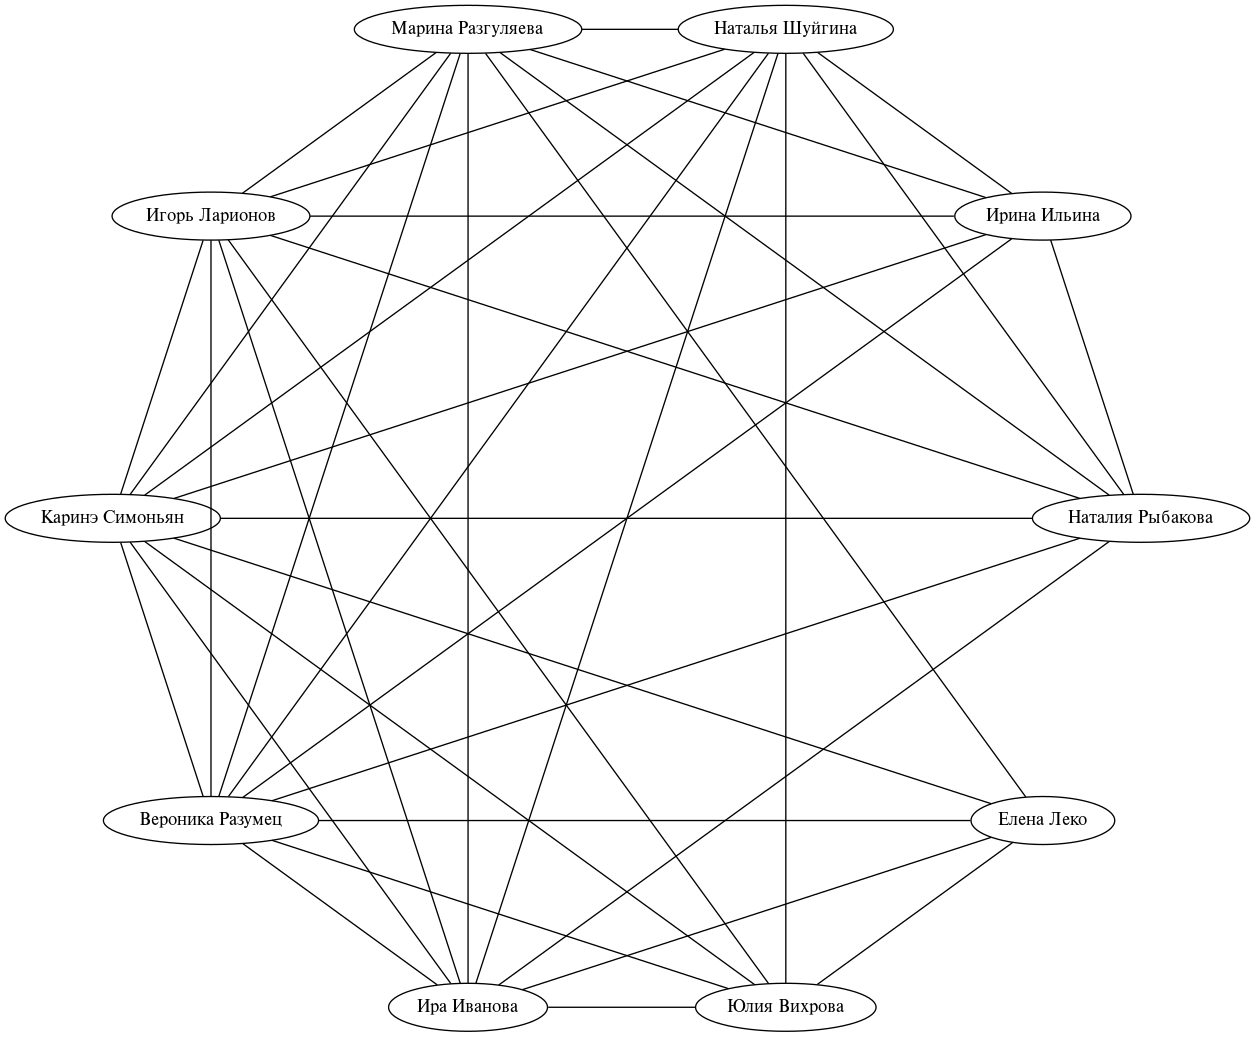 Марина Разгуляева
Наталья Шуйгина
Игорь Ларионов
Ирина Ильина
Каринэ Симоньян
Наталия Рыбакова
Вероника Разумец
Елена Леко
Ира Иванова
Юлия Вихрова